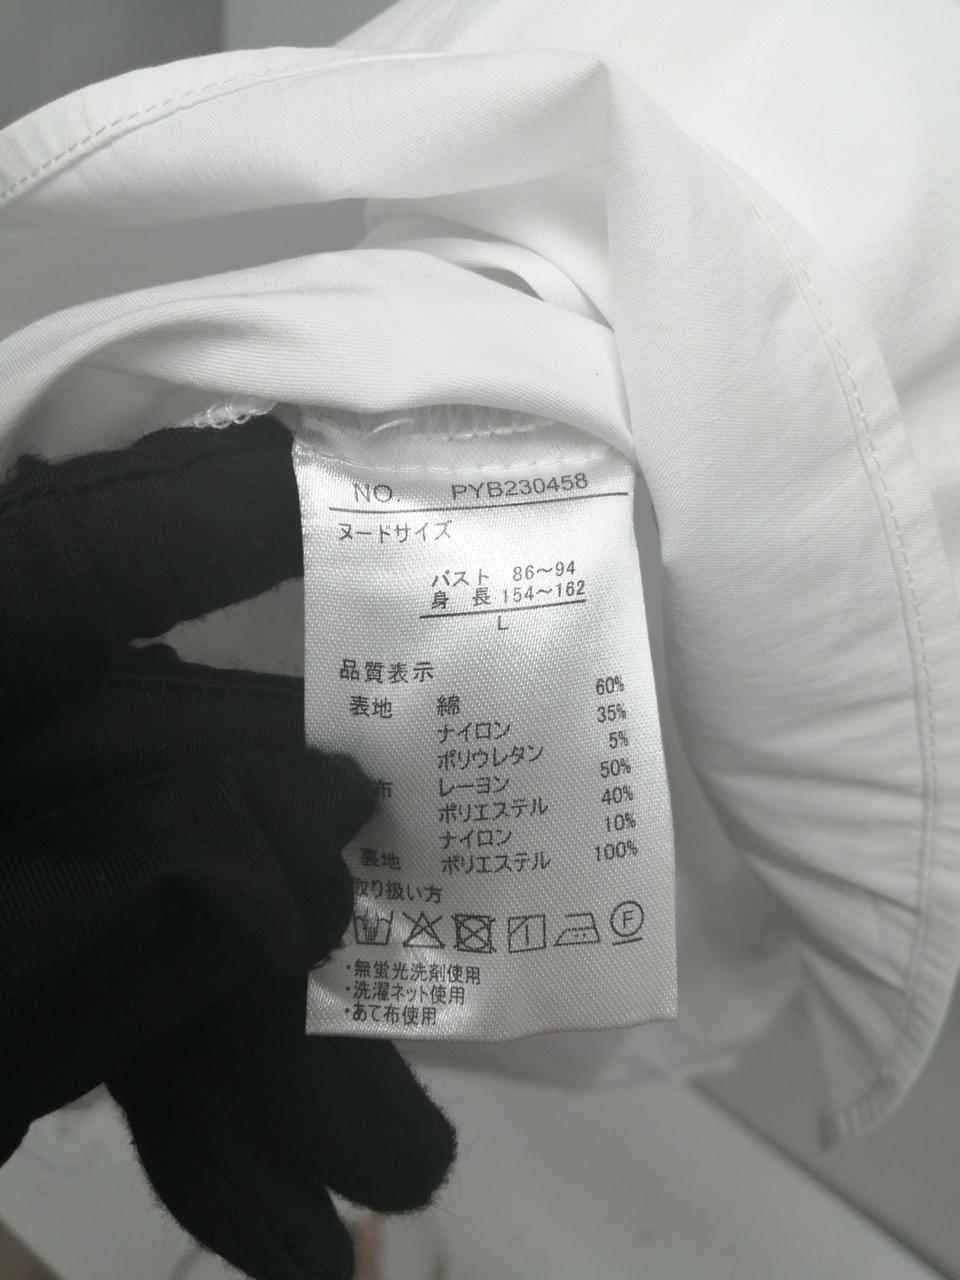 NO. PYB230458
ヌードサイズ
バスト 86〜94
身長 154〜162
L
品質表示
表地 綿 60%
ナイロン 35%
ポリウレタン 5%
布 レーヨン 50%
ポリエステル 40%
ナイロン 10%
裏地 ポリエステル 100%
取り扱い方
F
・無蛍光洗剤使用
・洗濯ネット使用
・あて布使用